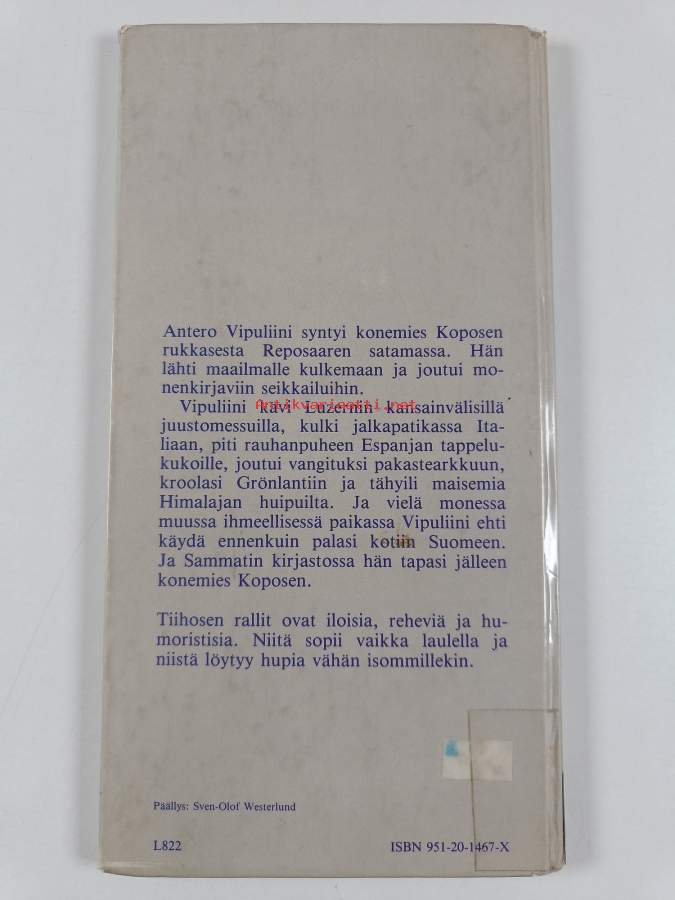 Antero Vipuliini syntyi konemies Koposen
rukkasesta Reposaaren satamassa. Hän
lähti maailmalle kulkemaan ja joutui mo-
nenkirjaviin seikkailuihin.
Antikvariaatti.net
Vipuliini kävi Luzernin kansainvälisillä
juustomessuilla, kulki jalkapatikassa Ita-
liaan, piti rauhanpuheen Espanjan tappelu-
kukoille, joutui vangituksi pakastearkkuun,
kroolasi Grönlantiin ja tähyili maisemia
Himalajan huipuilta. Ja vielä monessa
muussa ihmeellisessä paikassa Vipuliini ehti
käydä ennenkuin palasi kotiin Suomeen.
Ja Sammatin kirjastossa hän tapasi jälleen
konemies Koposen.
Tiihosen rallit ovat iloisia, reheviä ja hu-
moristisia. Niitä sopii vaikka laulella ja
niistä löytyy hupia vähän isommillekin.
Päällys: Sven-Olof Westerlund
L822
ISBN 951-20-1467-X